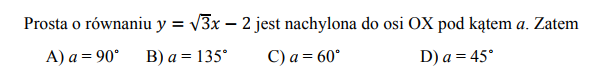 Prosta o równaniu y = √3x − 2 jest nachylona do osi OX pod kątem a. Zatem
A) a = 90° B) a = 135° C) a = 60° D) a = 45°